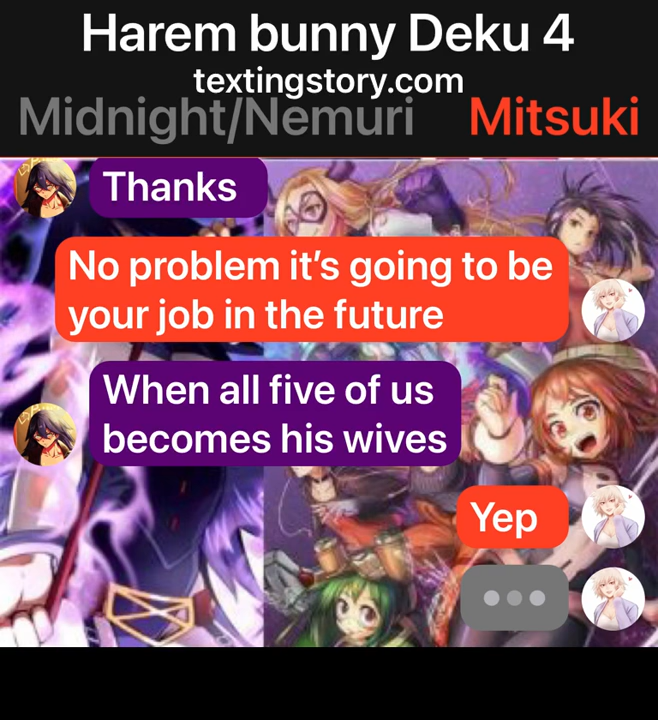 Harem bunny Deku 4
textingstory.com
Midnight/Nemuri Mitsuki
Thanks
No problem it’s going to be
your job in the future
When all five of us
becomes his wives
Yep